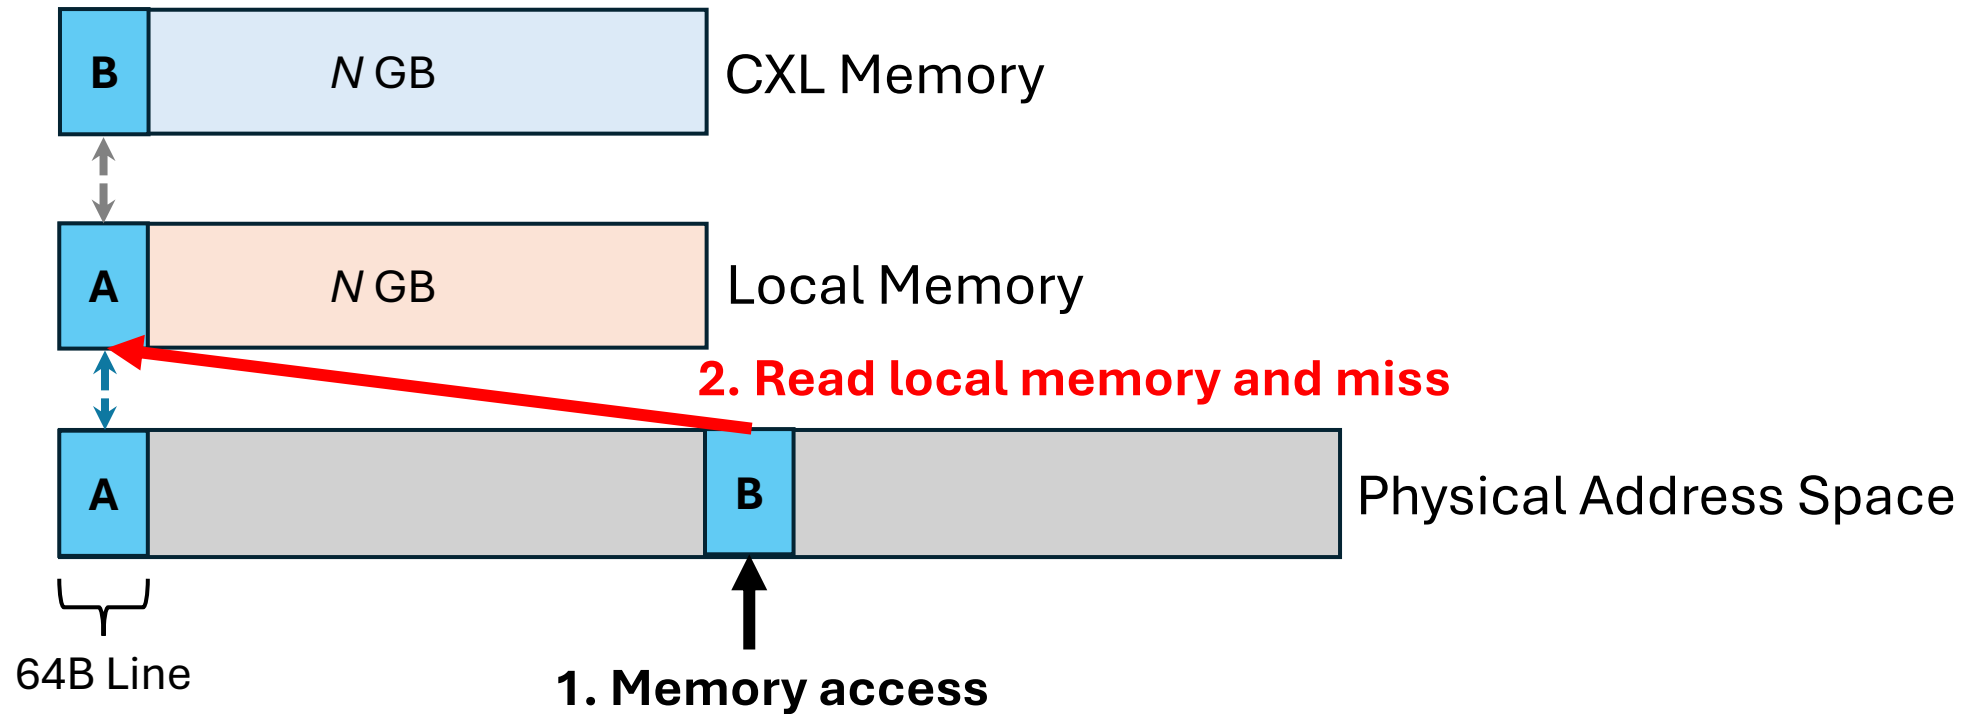 B
N GB
CXL Memory
A
N GB
Local Memory
2. Read local memory and miss
A
B
Physical Address Space
64B Line
1. Memory access